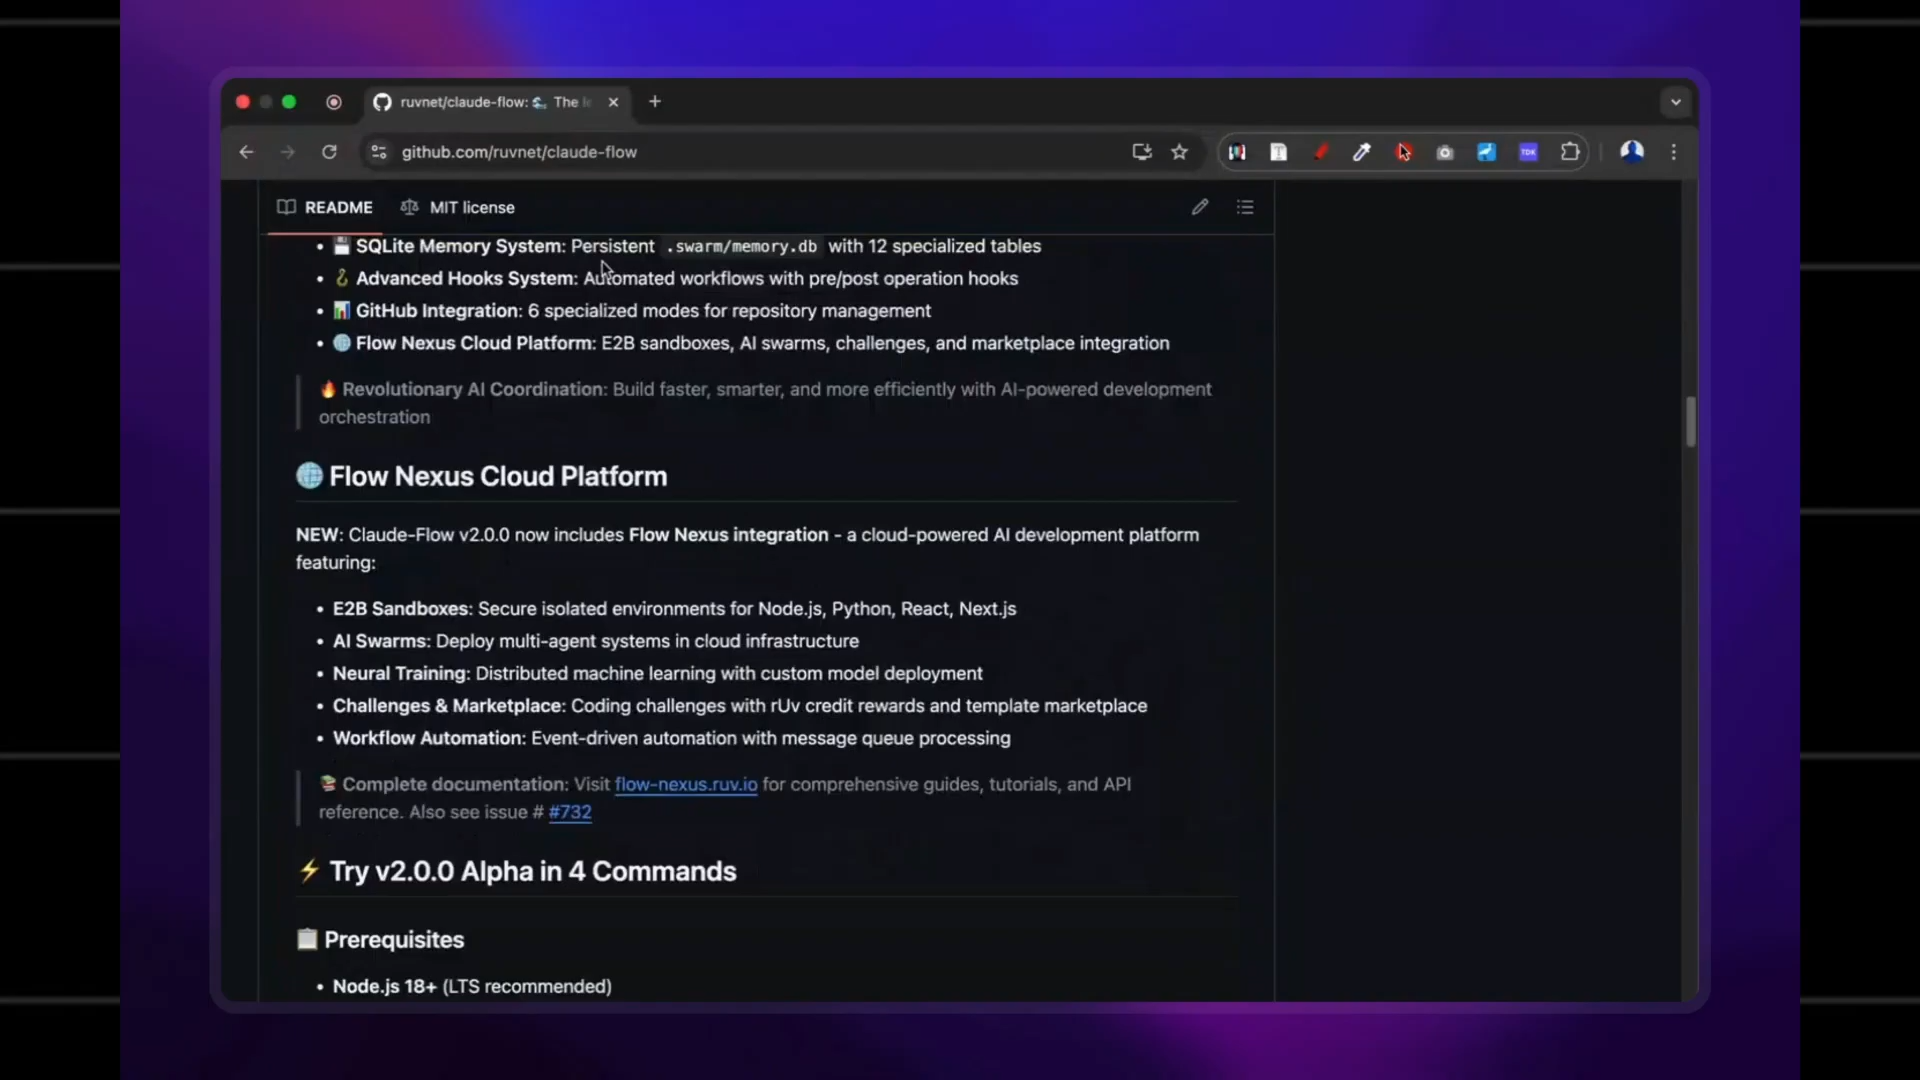 ruvnet/claude-flow: 🌊 The
github.com/ruvnet/claude-flow
TDK
README
MIT license
• 💾 SQLite Memory System: Persistent .swarm/memory.db with 12 specialized tables
• 🪝 Advanced Hooks System: Automated workflows with pre/post operation hooks
• 📊 GitHub Integration: 6 specialized modes for repository management
• 🌐 Flow Nexus Cloud Platform: E2B sandboxes, AI swarms, challenges, and marketplace integration
🔥 Revolutionary AI Coordination: Build faster, smarter, and more efficiently with AI-powered development
orchestration
🌐 Flow Nexus Cloud Platform
NEW: Claude-Flow v2.0.0 now includes Flow Nexus integration - a cloud-powered AI development platform
featuring:
• E2B Sandboxes: Secure isolated environments for Node.js, Python, React, Next.js
• AI Swarms: Deploy multi-agent systems in cloud infrastructure
• Neural Training: Distributed machine learning with custom model deployment
• Challenges & Marketplace: Coding challenges with rUv credit rewards and template marketplace
• Workflow Automation: Event-driven automation with message queue processing
📚 Complete documentation: Visit flow-nexus.ruv.io for comprehensive guides, tutorials, and API
reference. Also see issue # #732
⚡ Try v2.0.0 Alpha in 4 Commands
📋 Prerequisites
• Node.js 18+ (LTS recommended)